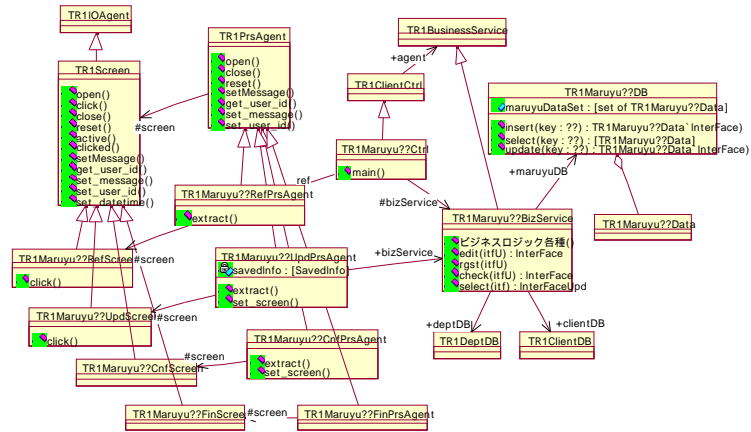 TR1IOAgent
TR1Screen
open()
click()
close()
reset()
active()
clicked()
setMessage()
get_user_id()
set_message()
set_user_id()
set_datetime()
TR1PrsAgent
open()
close()
reset()
setMessage()
get_user_id()
set_message()
set_user_id()
#screen
TR1BusinessService
+agent
TR1ClientCtrl
TR1Maruyu??Ctrl
main()
ref
#bizService
TR1Maruyu??DB
maruyuDataSet : [set of TR1Maruyu??Data]
insert(key : ??) : TR1Maruyu??Data`InterFace)
select(key : ??) : [TR1Maruyu??Data]
update(key : ??) : TR1Maruyu??Data`InterFace)
+maruyuDB
TR1Maruyu??Data
TR1Maruyu??RefPrsAgent
extract()
TR1Maruyu??BizService
ビジネスロジック各種()
edit(itfU) : InterFace
rgst(itfU)
check(itfU) : InterFace
select(itf) : InterFaceUpd
+bizService
TR1Maruyu??RefScreen
click()
#screen
TR1Maruyu??UpdPrsAgent
savedInfo : [SavedInfo]
extract()
set_screen()
TR1Maruyu??UpdScreen
click()
#screen
+deptDB
+clientDB
TR1DeptDB
TR1ClientDB
TR1Maruyu??CnfPrsAgent
extract()
set_screen()
#screen
TR1Maruyu??CnfScreen
TR1Maruyu??FinScreen
#screen
TR1Maruyu??FinPrsAgent